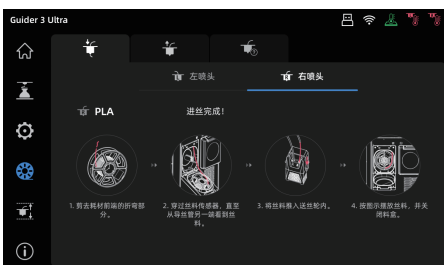 Guider 3 Ultra
左喷头
右喷头
PLA
进丝完成！
1. 剪去耗材前端的折弯部
分。
2. 穿过丝料传感器，直至
从导丝管另一端看到丝
料。
3. 将丝料推入送丝轮内。
4. 按图示摆放丝料，并关
闭料盒。